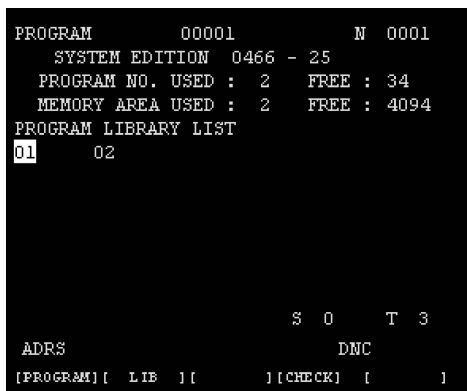 PROGRAM 00001 N 0001
SYSTEM EDITION 0466 - 25
PROGRAM NO. USED : 2 FREE : 34
MEMORY AREA USED : 2 FREE : 4094
PROGRAM LIBRARY LIST
01 02
S 0 T 3
ADRS DNC
[PROGRAM][ LIB ][ ][CHECK] [ ]